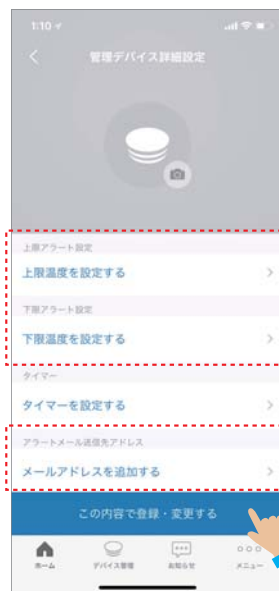 1:10
管理デバイス詳細設定
上限アラート設定
上限温度を設定する
下限アラート設定
下限温度を設定する
タイマー
タイマーを設定する
アラートメール送信先アドレス
メールアドレスを追加する
この内容で登録・変更する
ホーム
デバイス管理
お知らせ
メニュー